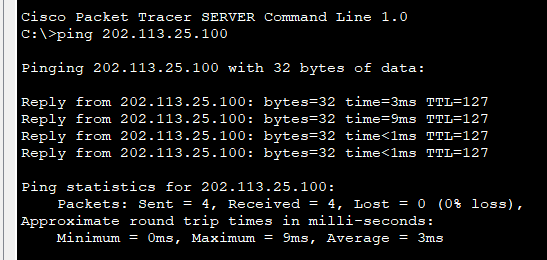 Cisco Packet Tracer SERVER Command Line 1.0
C:\>ping 202.113.25.100
Pinging 202.113.25.100 with 32 bytes of data:
Reply from 202.113.25.100: bytes=32 time=3ms TTL=127
Reply from 202.113.25.100: bytes=32 time=9ms TTL=127
Reply from 202.113.25.100: bytes=32 time<1ms TTL=127
Reply from 202.113.25.100: bytes=32 time<1ms TTL=127
Ping statistics for 202.113.25.100:
    Packets: Sent = 4, Received = 4, Lost = 0 (0% loss),
Approximate round trip times in milli-seconds:
    Minimum = 0ms, Maximum = 9ms, Average = 3ms